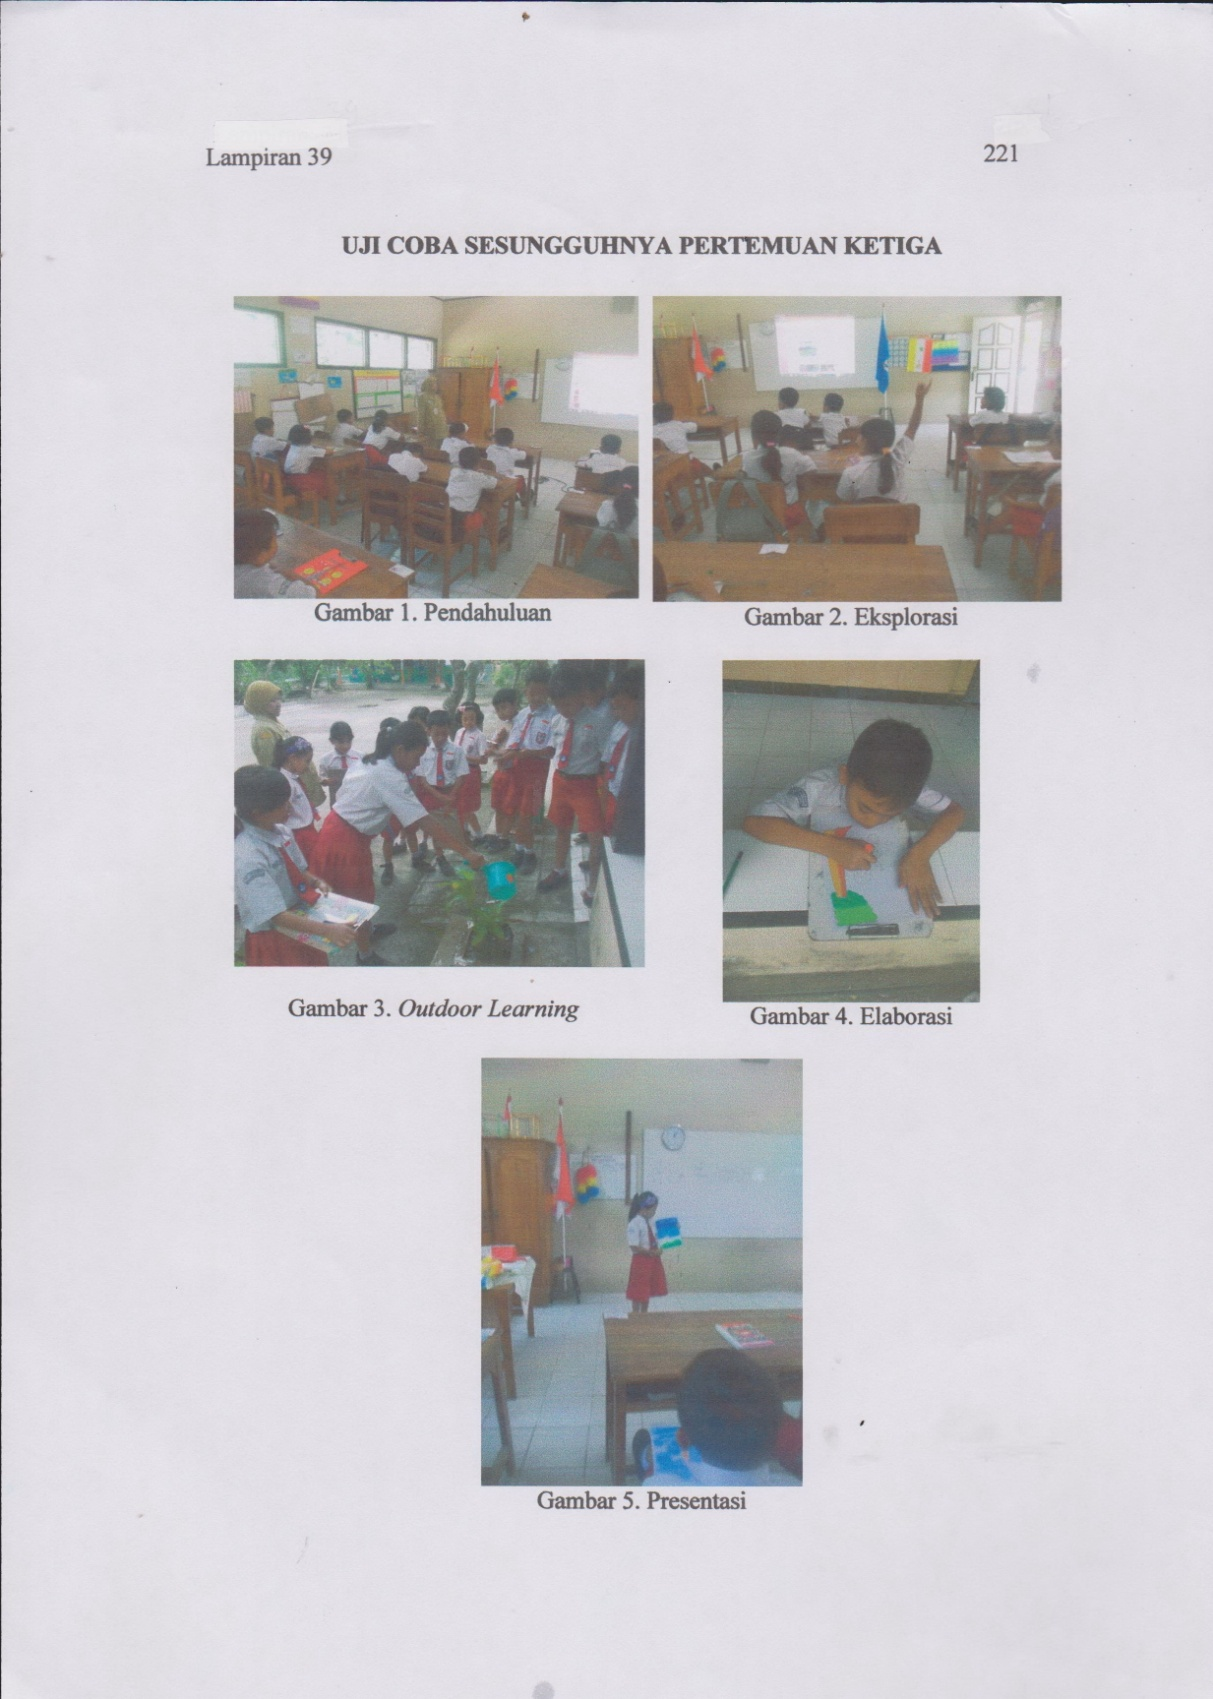 Lampiran 39
221
UJI COBA SESUNGGUHNYA PERTEMUAN KETIGA
Gambar 1. Pendahuluan
Gambar 2. Eksplorasi
Gambar 3. Outdoor Learning
Gambar 4. Elaborasi
Gambar 5. Presentasi